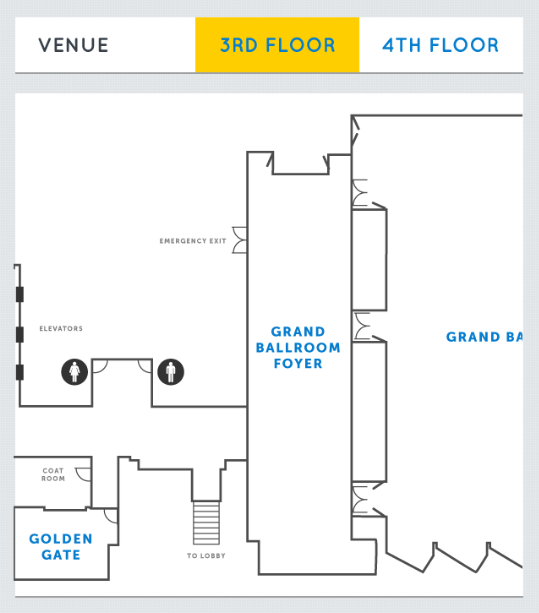 VENUE
3RD FLOOR
4TH FLOOR
EMERGENCY EXIT
ELEVATORS
GRAND
BALLROOM
FOYER
GRAND BA
COAT
ROOM
GOLDEN
GATE
TO LOBBY